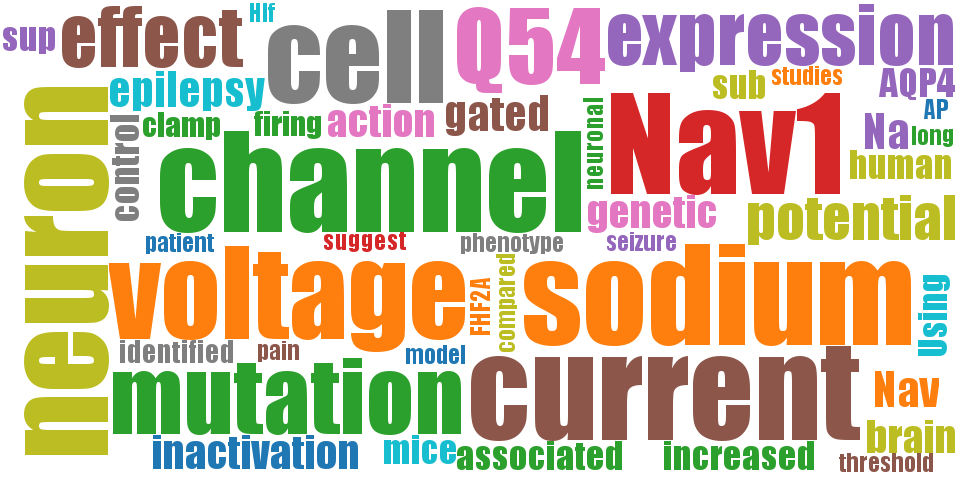 sup
effect
HIf
cell
Q54
expression
epilepsy
sub
studies
AQP4
AP
neuron
control
clamp
firing
action
gated
neuronal
Nav1
Na
long
human
channel
genetic
potential
patient
suggest
phenotype
seizure
voltage
FHF2A
compared
sodium
Using
identified
pain
model
mutation
current
Nav
brain
inactivation
mice
associated
increased
threshold